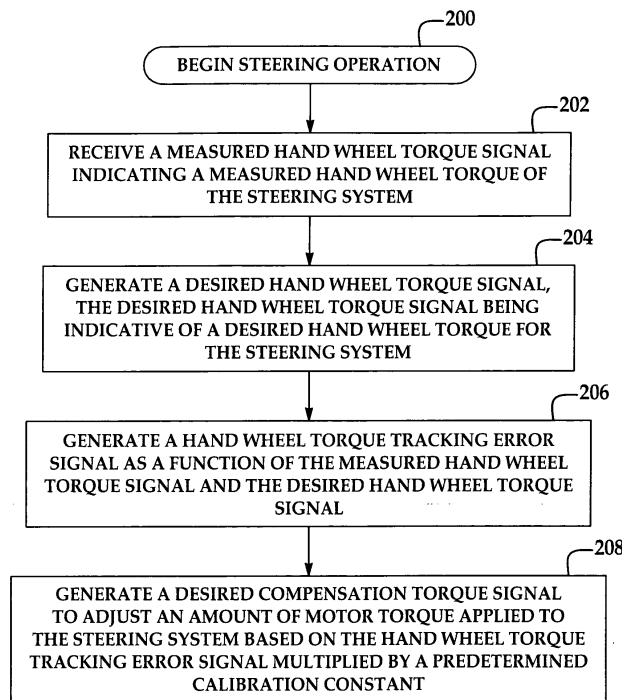 200
BEGIN STEERING OPERATION
202
RECEIVE A MEASURED HAND WHEEL TORQUE SIGNAL
INDICATING A MEASURED HAND WHEEL TORQUE OF
THE STEERING SYSTEM
204
GENERATE A DESIRED HAND WHEEL TORQUE SIGNAL,
THE DESIRED HAND WHEEL TORQUE SIGNAL BEING
INDICATIVE OF A DESIRED HAND WHEEL TORQUE FOR
THE STEERING SYSTEM
206
GENERATE A HAND WHEEL TORQUE TRACKING ERROR
SIGNAL AS A FUNCTION OF THE MEASURED HAND WHEEL
TORQUE SIGNAL AND THE DESIRED HAND WHEEL TORQUE
SIGNAL
208
GENERATE A DESIRED COMPENSATION TORQUE SIGNAL
TO ADJUST AN AMOUNT OF MOTOR TORQUE APPLIED TO
THE STEERING SYSTEM BASED ON THE HAND WHEEL TORQUE
TRACKING ERROR SIGNAL MULTIPLIED BY A PREDETERMINED
CALIBRATION CONSTANT